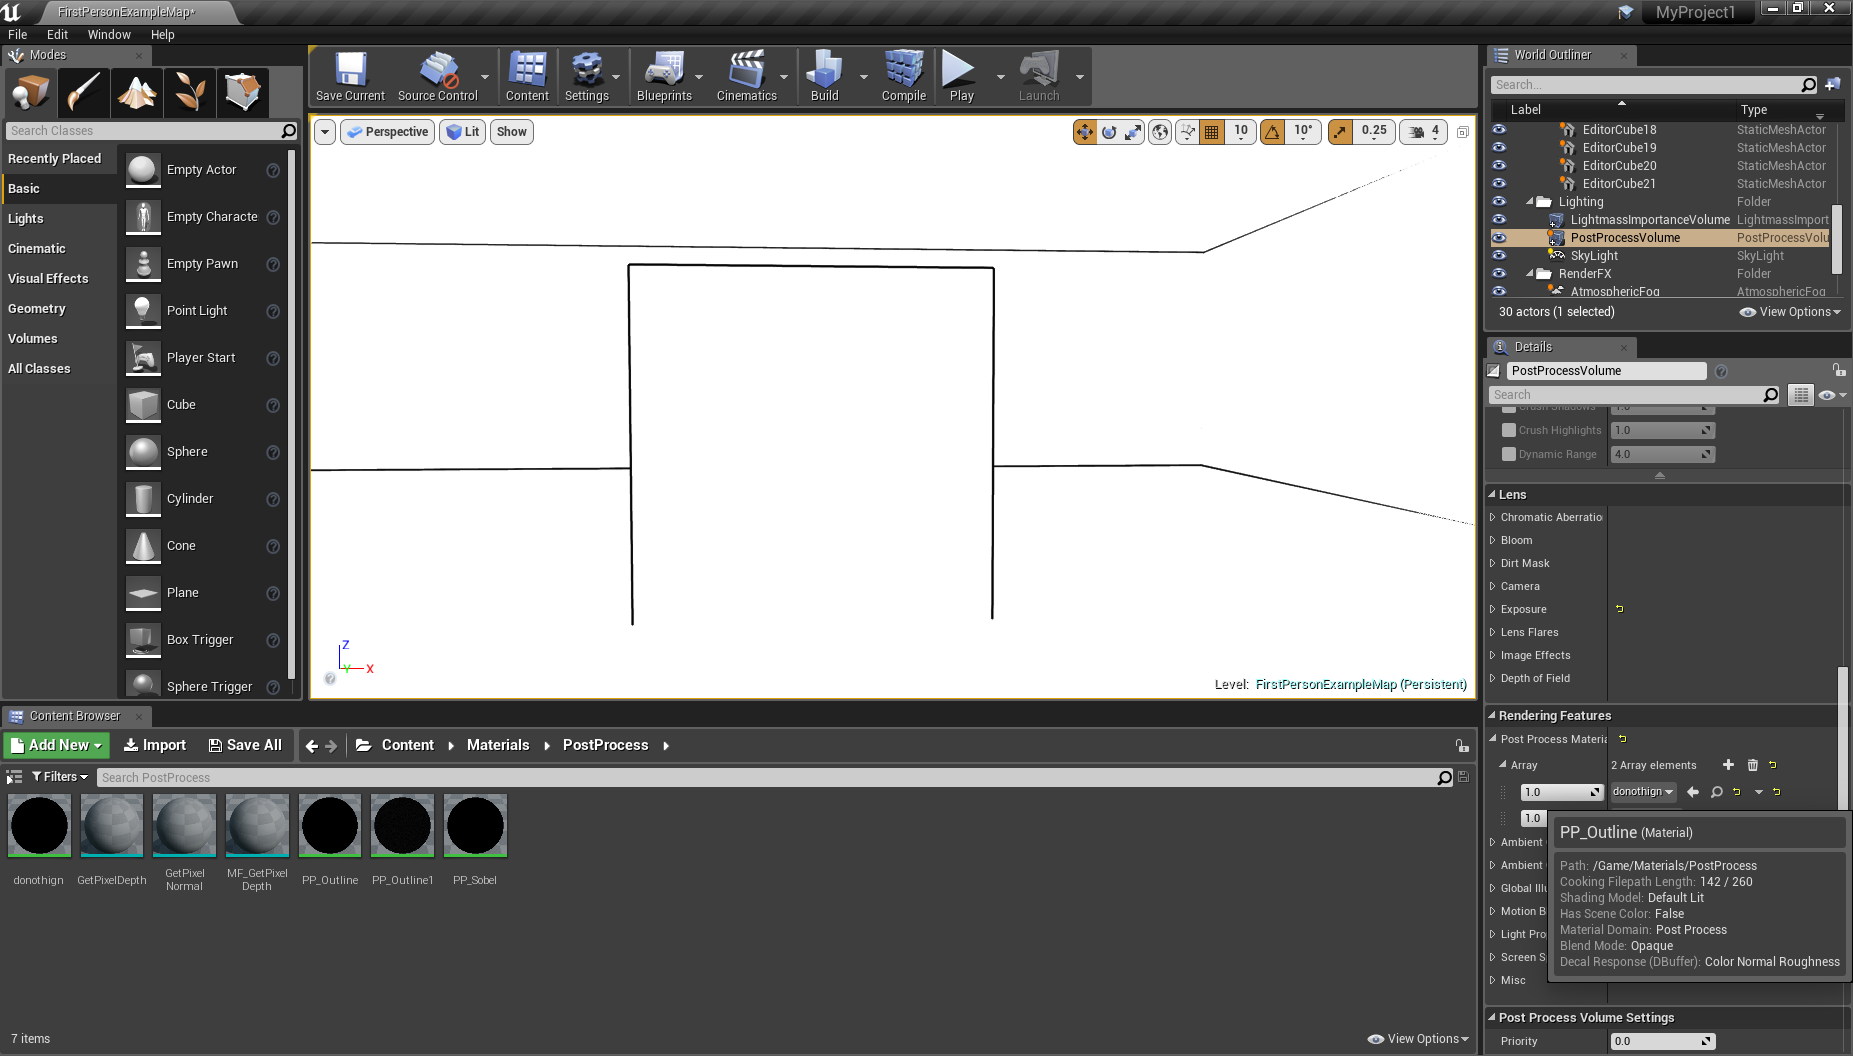 FirstPersonExampleMap*
MyProject1
File Edit Window Help
Modes
Search Classes
Recently Placed
Basic
Lights
Cinematic
Visual Effects
Geometry
Volumes
All Classes
Empty Actor
Empty Characte
Empty Pawn
Point Light
Player Start
Cube
Sphere
Cylinder
Cone
Plane
Box Trigger
Sphere Trigger
Save Current Source Control Content Settings Blueprints Cinematics Build Compile Play Launch
Perspective Lit Show
10 10° 0.25 4
Z
Y X
Level: FirstPersonExampleMap (Persistent)
World Outliner
Search...
Label Type
EditorCube18 StaticMeshActor
EditorCube19 StaticMeshActor
EditorCube20 StaticMeshActor
EditorCube21 StaticMeshActor
Lighting Folder
LightmassImportanceVolume LightmassImport
PostProcessVolume PostProcessVolu
SkyLight SkyLight
RenderFX Folder
AtmosphericFog AtmosphericFog
30 actors (1 selected) View Options
Details
PostProcessVolume
Search
Crush Shadows 1.0
Crush Highlights 1.0
Dynamic Range 4.0
Lens
Chromatic Aberratio
Bloom
Dirt Mask
Camera
Exposure
Lens Flares
Image Effects
Depth of Field
Rendering Features
Post Process Materia
Array 2 Array elements
1.0 donothign
1.0
Ambient
Ambient
Global Illu
Motion B
Light Pro
Screen S
Misc
PP_Outline (Material)
Path: /Game/Materials/PostProcess
Cooking Filepath Length: 142 / 260
Shading Model: Default Lit
Has Scene Color: False
Material Domain: Post Process
Blend Mode: Opaque
Decal Response (DBuffer): Color Normal Roughness
Post Process Volume Settings
Priority 0.0
Content Browser
Add New Import Save All Content Materials PostProcess
Filters Search PostProcess
donothign GetPixelDepth GetPixel Normal MF_GetPixel Depth PP_Outline PP_Outline1 PP_Sobel
7 items View Options